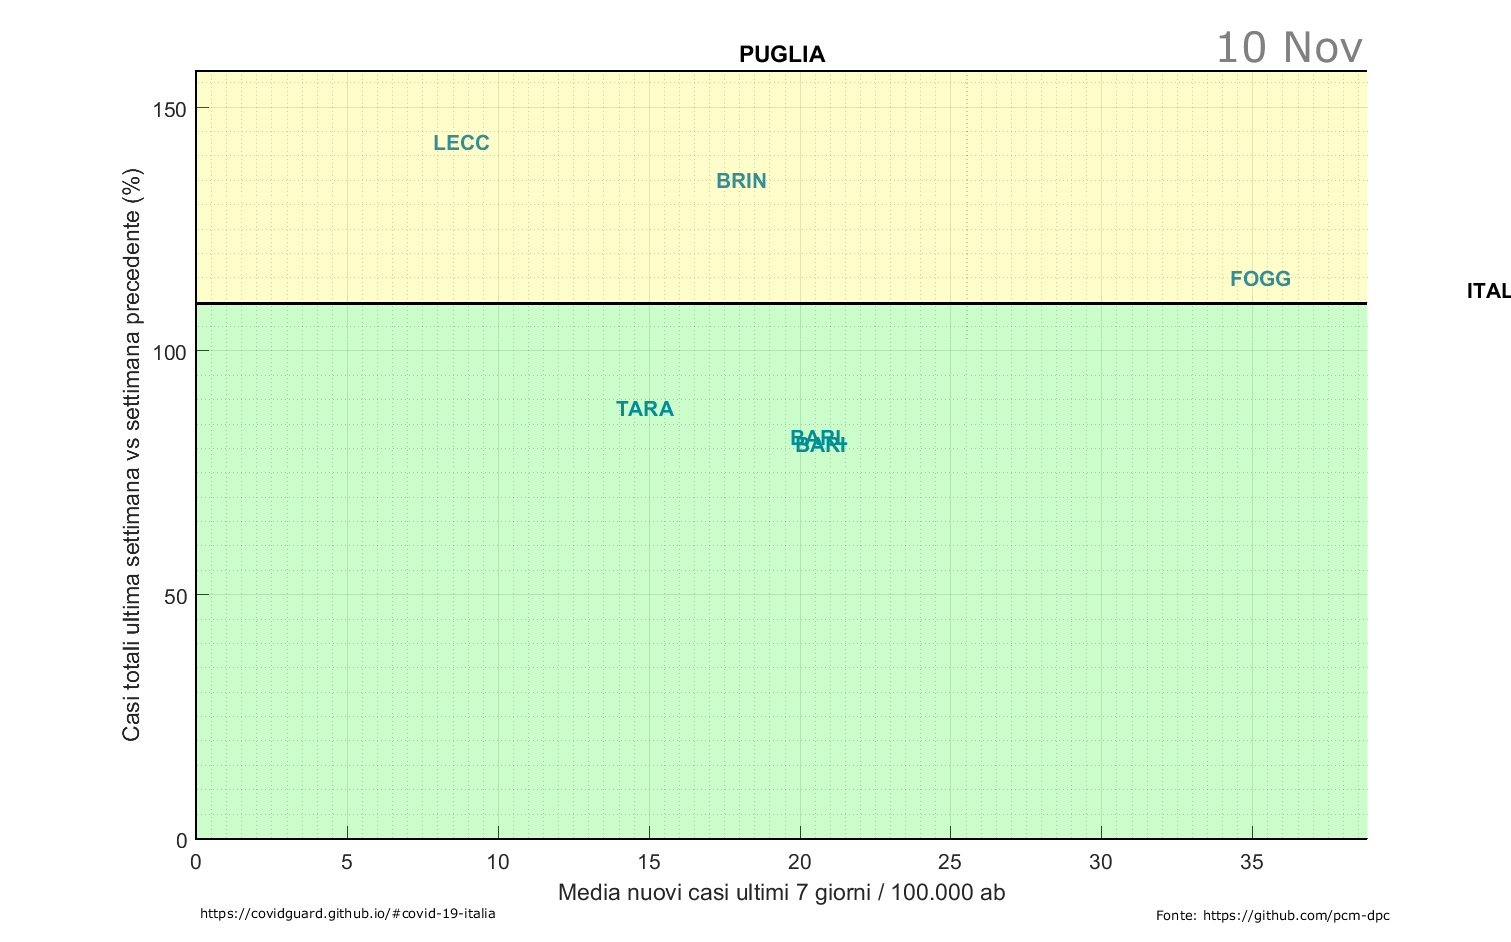 10 Nov
PUGLIA
150
LECC
BRIN
FOGG
ITAL
100
TARA
BARL
BARI
50
0
Casi totali ultima settimana vs settimana precedente (%)
0 5 10 15 20 25 30 35
Media nuovi casi ultimi 7 giorni / 100.000 ab
https://covidguard.github.io/#covid-19-italia
Fonte: https://github.com/pcm-dpc